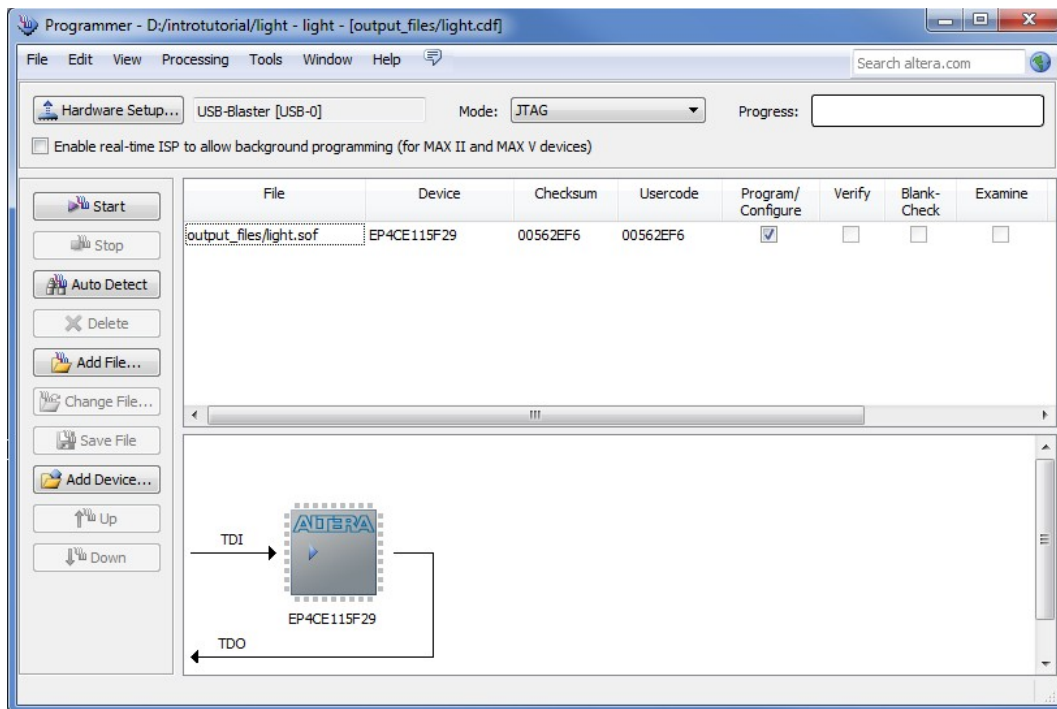 Programmer - D:/introtutorial/light - light - [output_files/light.cdf]
File Edit View Processing Tools Window Help
Search altera.com
Hardware Setup... USB-Blaster [USB-0] Mode: JTAG Progress:
Enable real-time ISP to allow background programming (for MAX II and MAX V devices)
Start
Stop
Auto Detect
Delete
Add File...
Change File...
Save File
Add Device...
Up
Down
File Device Checksum Usercode Program/ Verify Blank- Examine
Configure Check
output_files/light.sof EP4CE115F29 00562EF6 00562EF6
ALTERA
TDI
EP4CE115F29
TDO